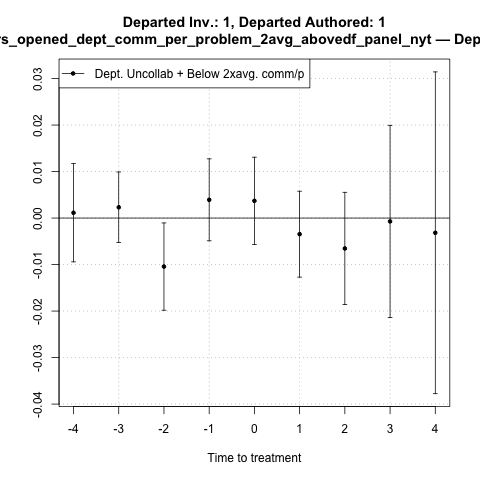 Departed Inv.: 1, Departed Authored: 1
rs_opened_dept_comm_per_problem_2avg_abovedf_panel_nyt — Dep
Dept. Uncollab + Below 2xavg. comm/p
0.03
0.02
0.01
0.00
-0.01
-0.02
-0.03
-0.04
-4 -3 -2 -1 0 1 2 3 4
Time to treatment